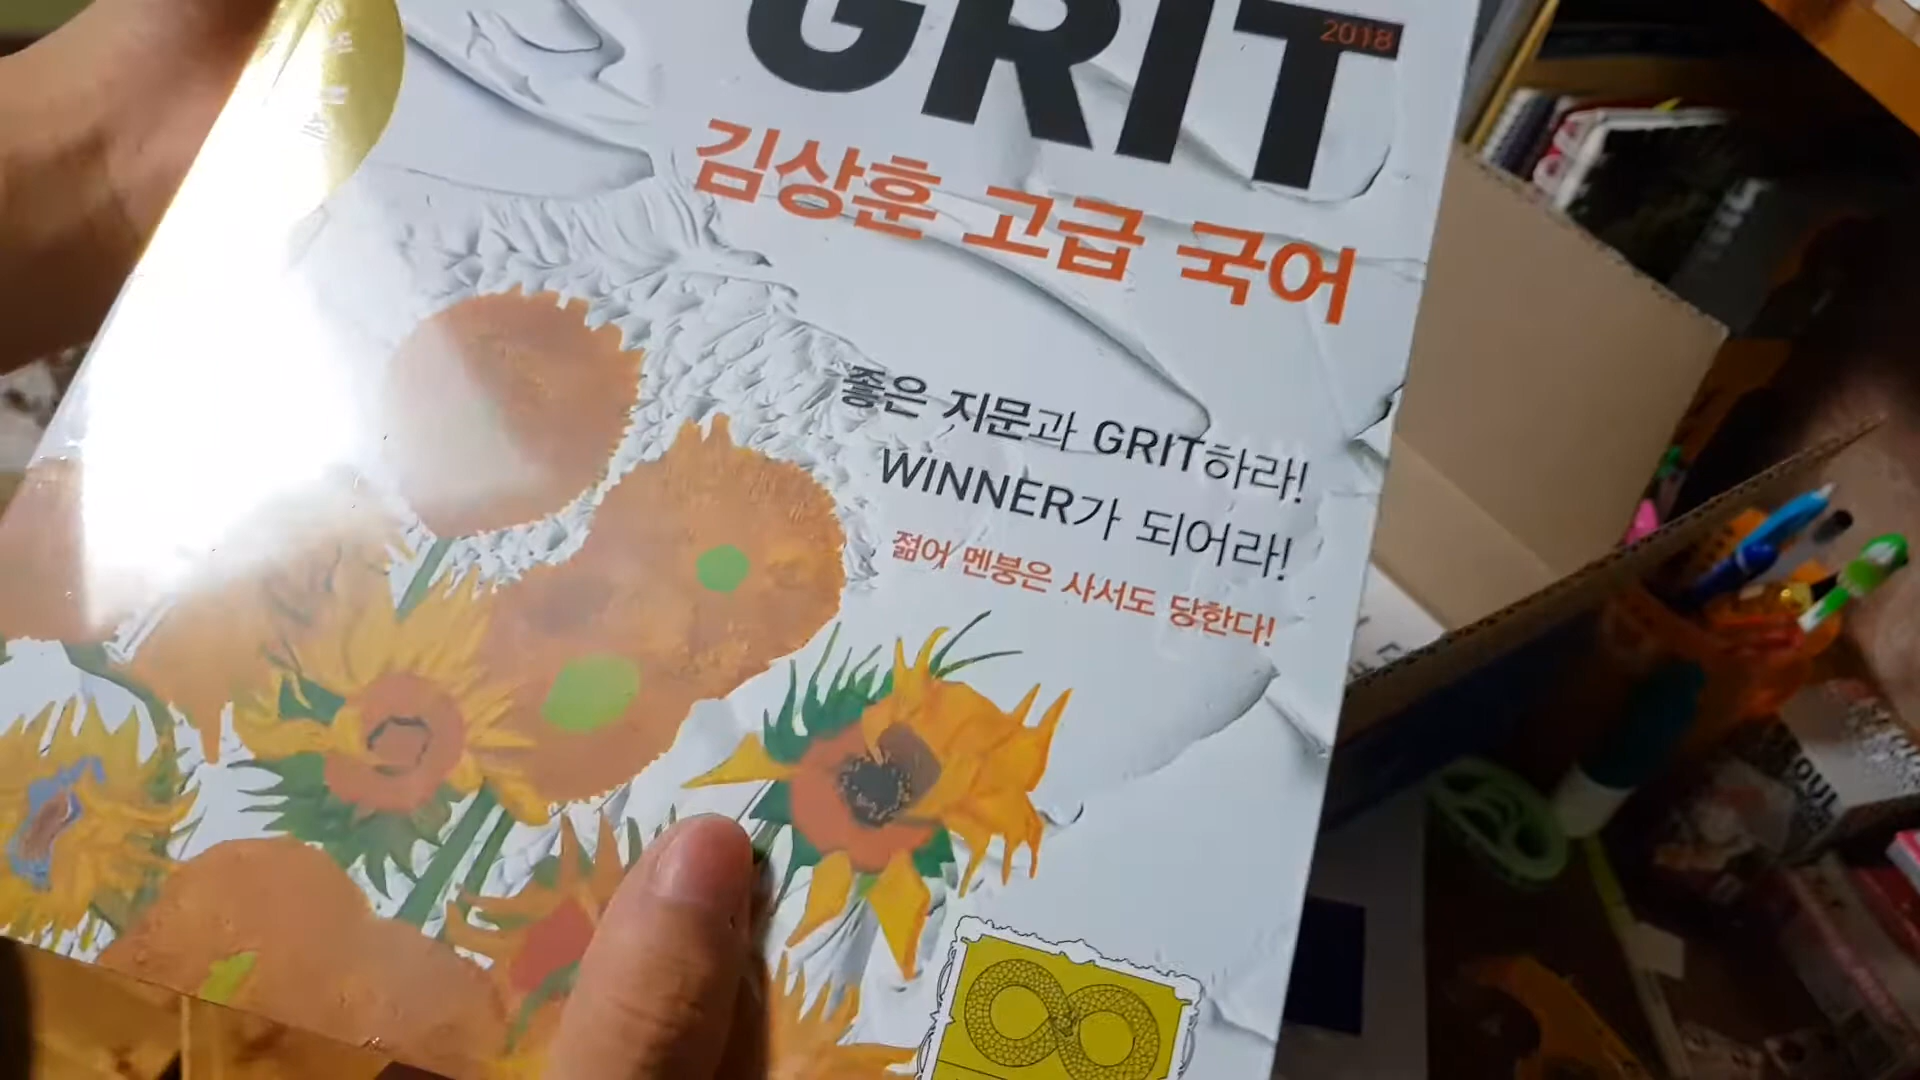 GRIT
2018
김상훈 고급 국어
좋은 지문과 GRIT하라!
WINNER가 되어라!
젊어 멘붕은 사서도 당한다!